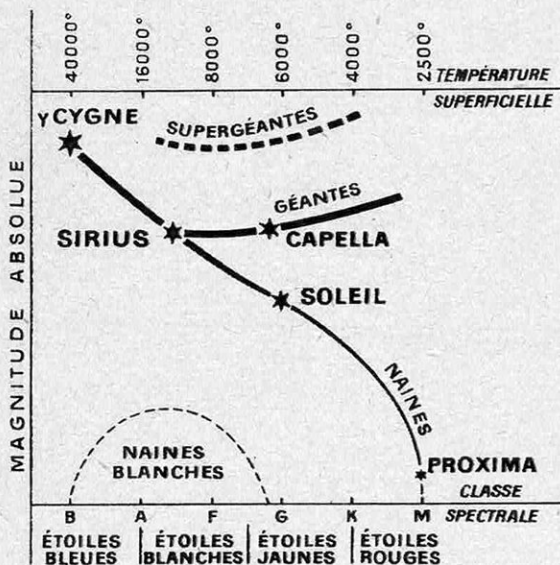 40000°
16000°
8000°
6000°
4000°
2500°
TEMPÉRATURE
SUPERFICIELLE
γ CYGNE
SUPERGÉANTES
GÉANTES
SIRIUS
CAPELLA
SOLEIL
MAGNITUDE ABSOLUE
NAINES
NAINES
BLANCHES
PROXIMA
CLASSE
SPECTRALE
B A F G K M
ÉTOILES
BLEUES
ÉTOILES
BLANCHES
ÉTOILES
JAUNES
ÉTOILES
ROUGES